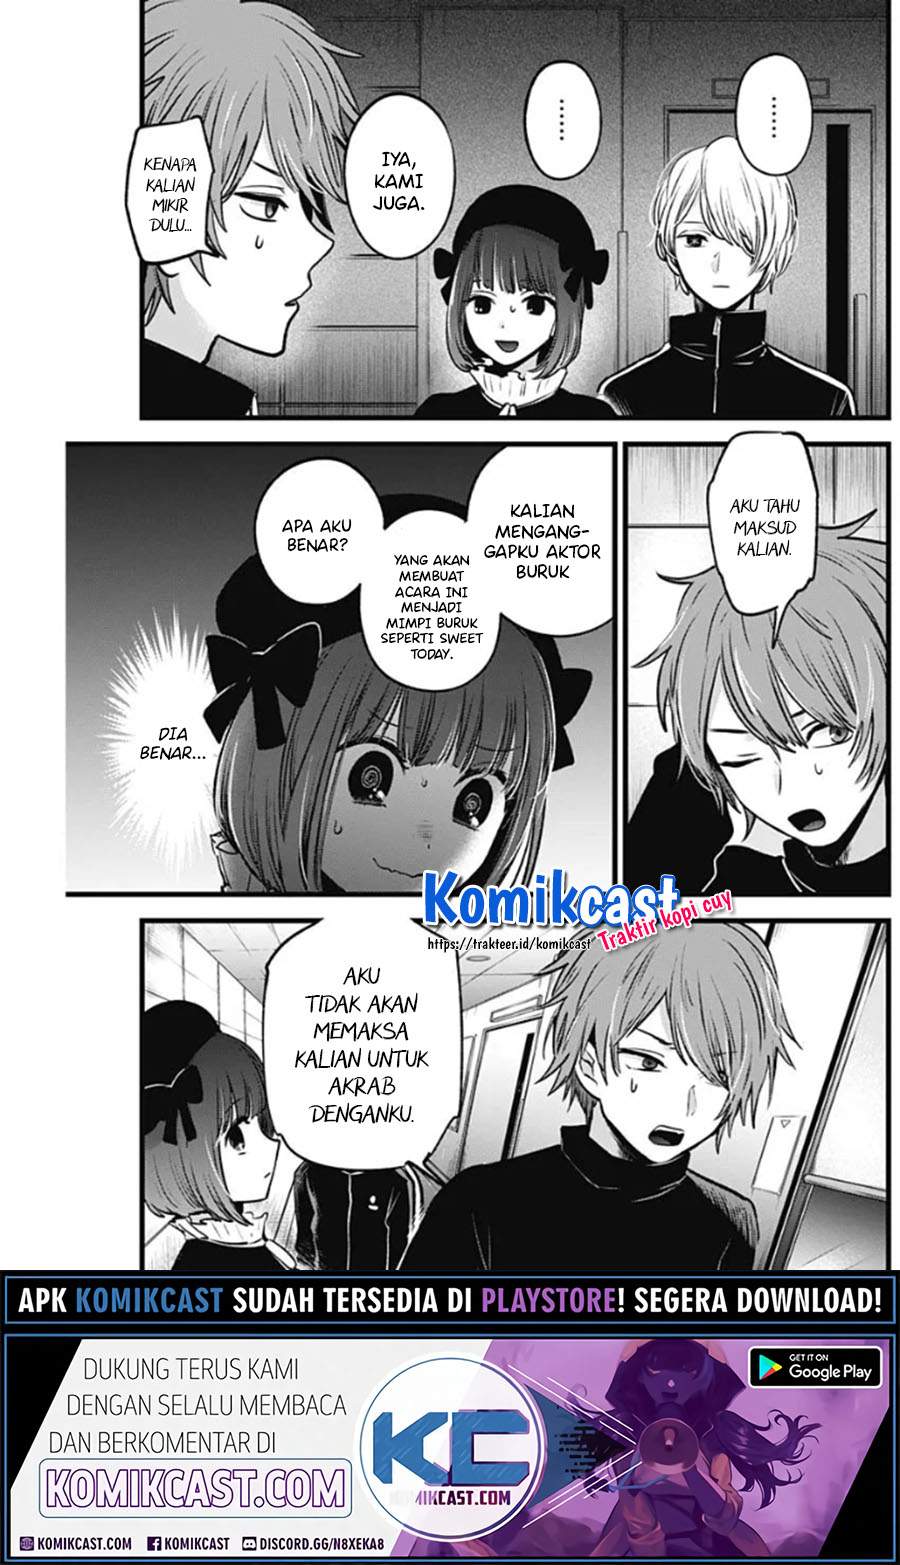 .......
.......
IYA,
KAMI
JUGA.
KENAPA
KALIAN
MIKIR
DULU...
AKU TAHU
MAKSUD
KALIAN.
KALIAN
MENGANG-
GAPKU AKTOR
BURUK
YANG AKAN
MEMBUAT
ACARA INI
MENJADI
MIMPI BURUK
SEPERTI SWEET
TODAY.
APA AKU
BENAR?
DIA
BENAR...
Komikcast
Traktir kopi cuy
https://trakteer.id/komikcast
AKU
TIDAK AKAN
MEMAKSA
KALIAN UNTUK
AKRAB
DENGANKU.
APK KOMIKCAST SUDAH TERSEDIA DI PLAYSTORE! SEGERA DOWNLOAD!
DUKUNG TERUS KAMI
DENGAN SELALU MEMBACA
DAN BERKOMENTAR DI
KOMIKCAST.COM
KOMIKCAST.COM KOMIKCAST DISCORD.GG/N8XEKA8
KC
KOMIKCAST.COM
GET IT ON
Google Play